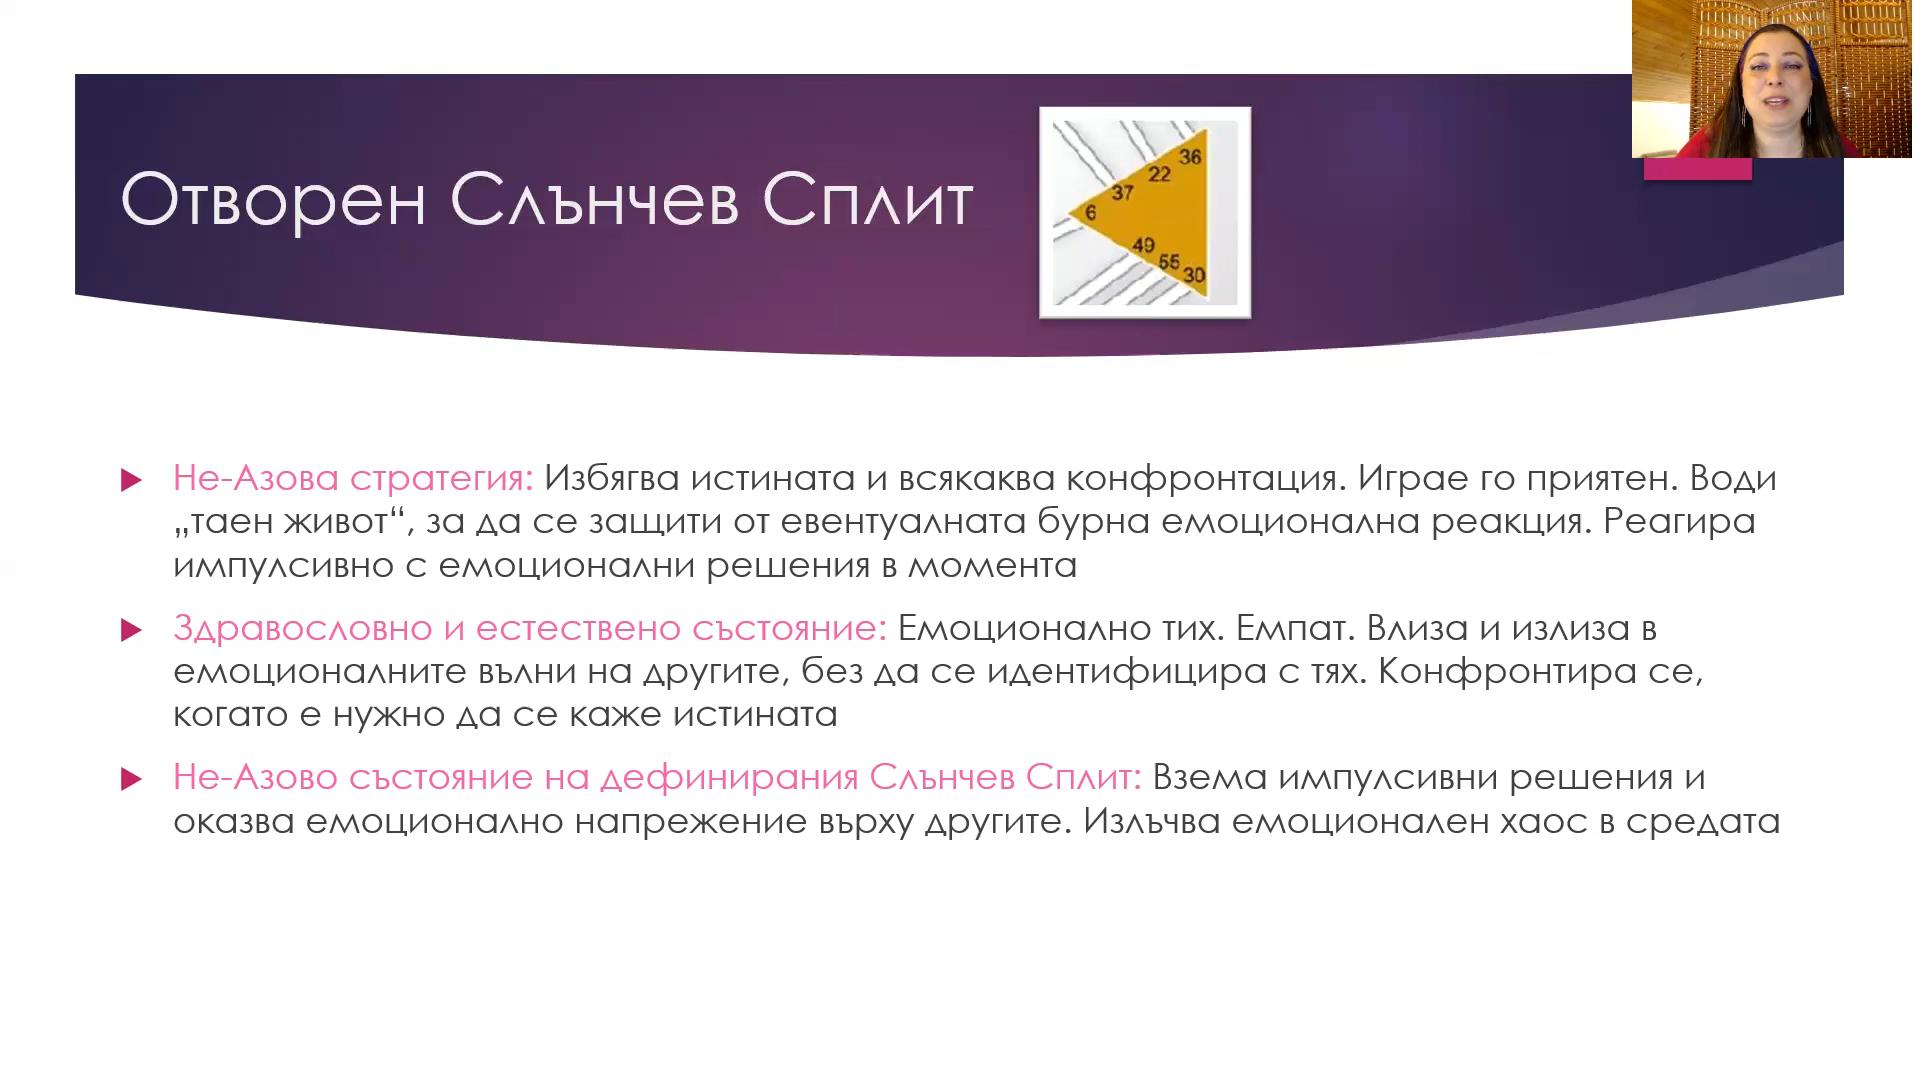 Отворен Слънчев Сплит
36
22
37
6
49
55
30
Не-Азова стратегия: Избягва истината и всякаква конфронтация. Играе го приятен. Води
„таен живот“, за да се защити от евентуалната бурна емоционална реакция. Реагира
импулсивно с емоционални решения в момента
Здравословно и естествено състояние: Емоционално тих. Емпат. Влиза и излиза в
емоционалните вълни на другите, без да се идентифицира с тях. Конфронтира се,
когато е нужно да се каже истината
Не-Азово състояние на дефинирания Слънчев Сплит: Взема импулсивни решения и
оказва емоционално напрежение върху другите. Излъчва емоционален хаос в средата